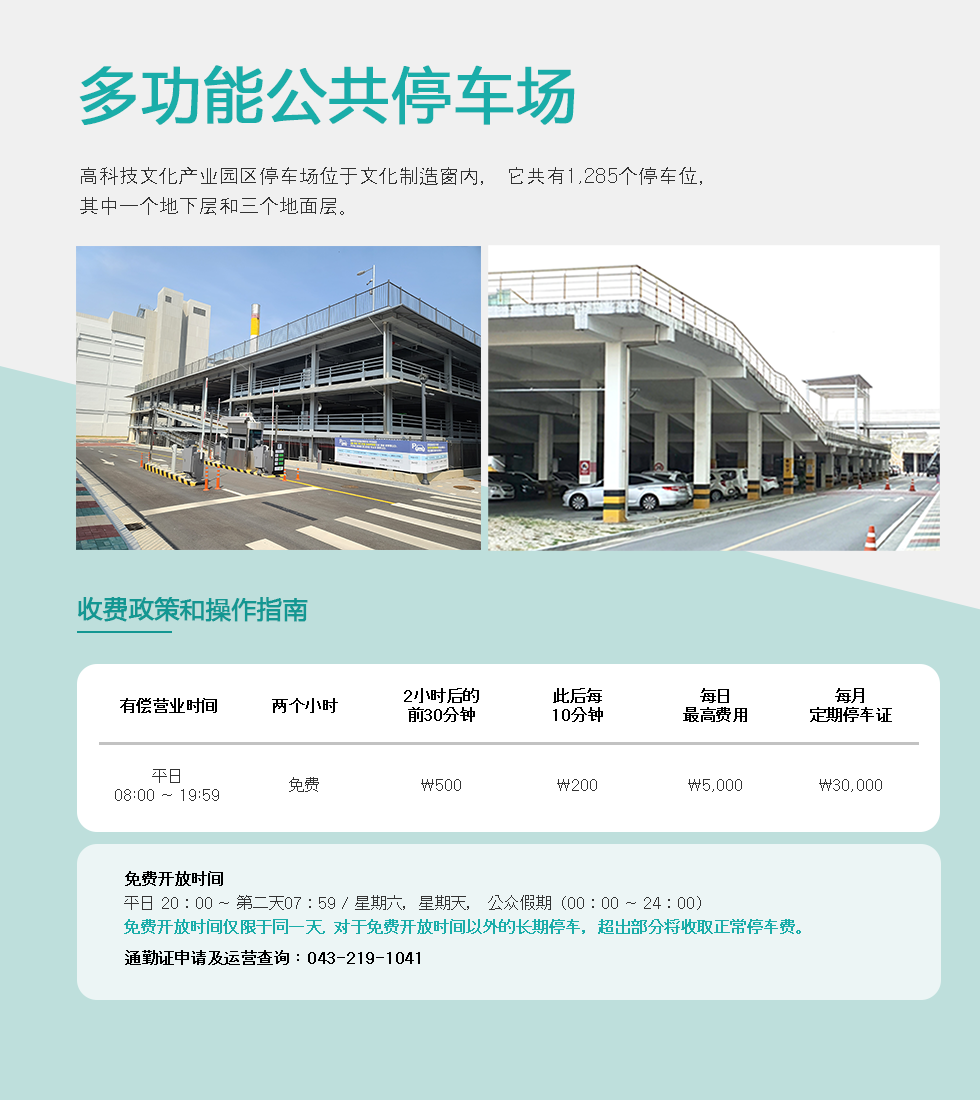 多功能公共停车场
高科技文化产业园区停车场位于文化制造窗内, 它共有1,285个停车位,
其中一个地下层和三个地面层。
收费政策和操作指南
有偿营业时间 两个小时 2小时后的 前30分钟 此后每 10分钟 每日 最高费用 每月 定期停车证
平日 08:00 ~ 19:59 免费 ₩500 ₩200 ₩5,000 ₩30,000
免费开放时间
平日 20：00 ~ 第二天07：59 / 星期六, 星期天, 公众假期（00：00 ~ 24：00）
免费开放时间仅限于同一天, 对于免费开放时间以外的长期停车, 超出部分将收取正常停车费。
通勤证申请及运营查询：043-219-1041